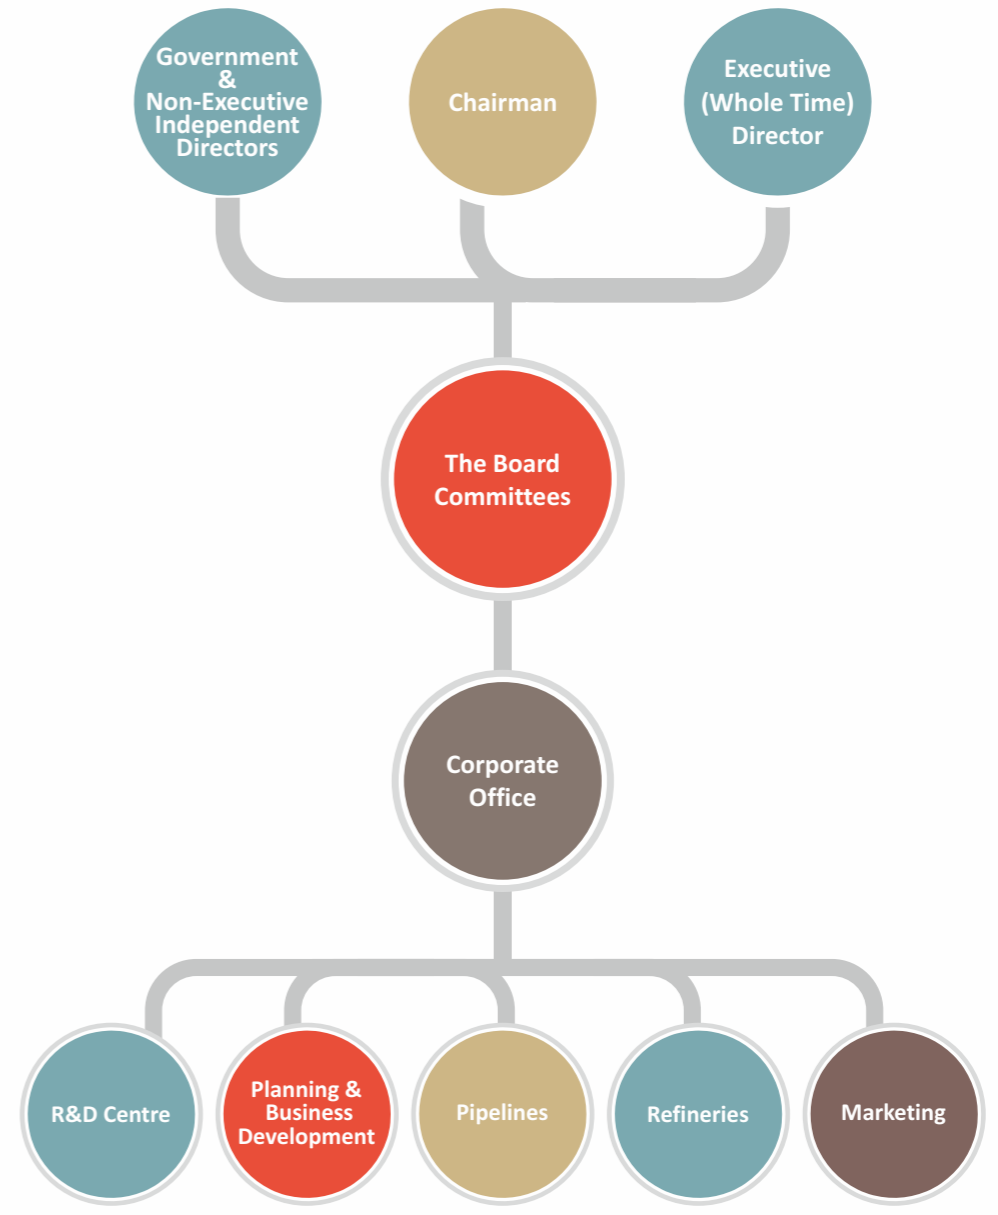 Government
&
Non-Executive
Independent
Directors
Chairman
Executive
(Whole Time)
Director
The Board
Committees
Corporate
Office
R&D Centre
Planning &
Business
Development
Pipelines
Refineries
Marketing